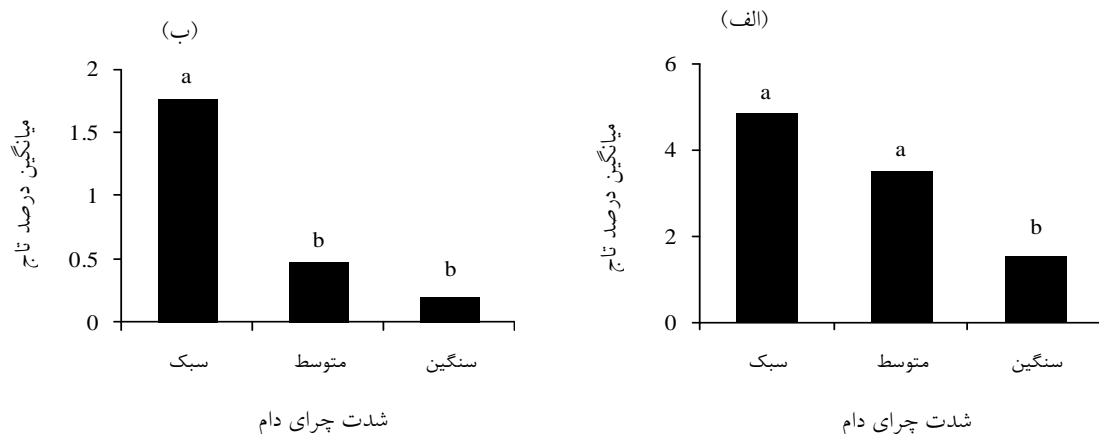 (الف)
میانگین درصد تاج
6
4
2
0
a
a
b
سبک
متوسط
سنگین
شدت چرای دام
(ب)
میانگین درصد تاج
2
1.5
1
0.5
0
a
b
b
سبک
متوسط
سنگین
شدت چرای دام